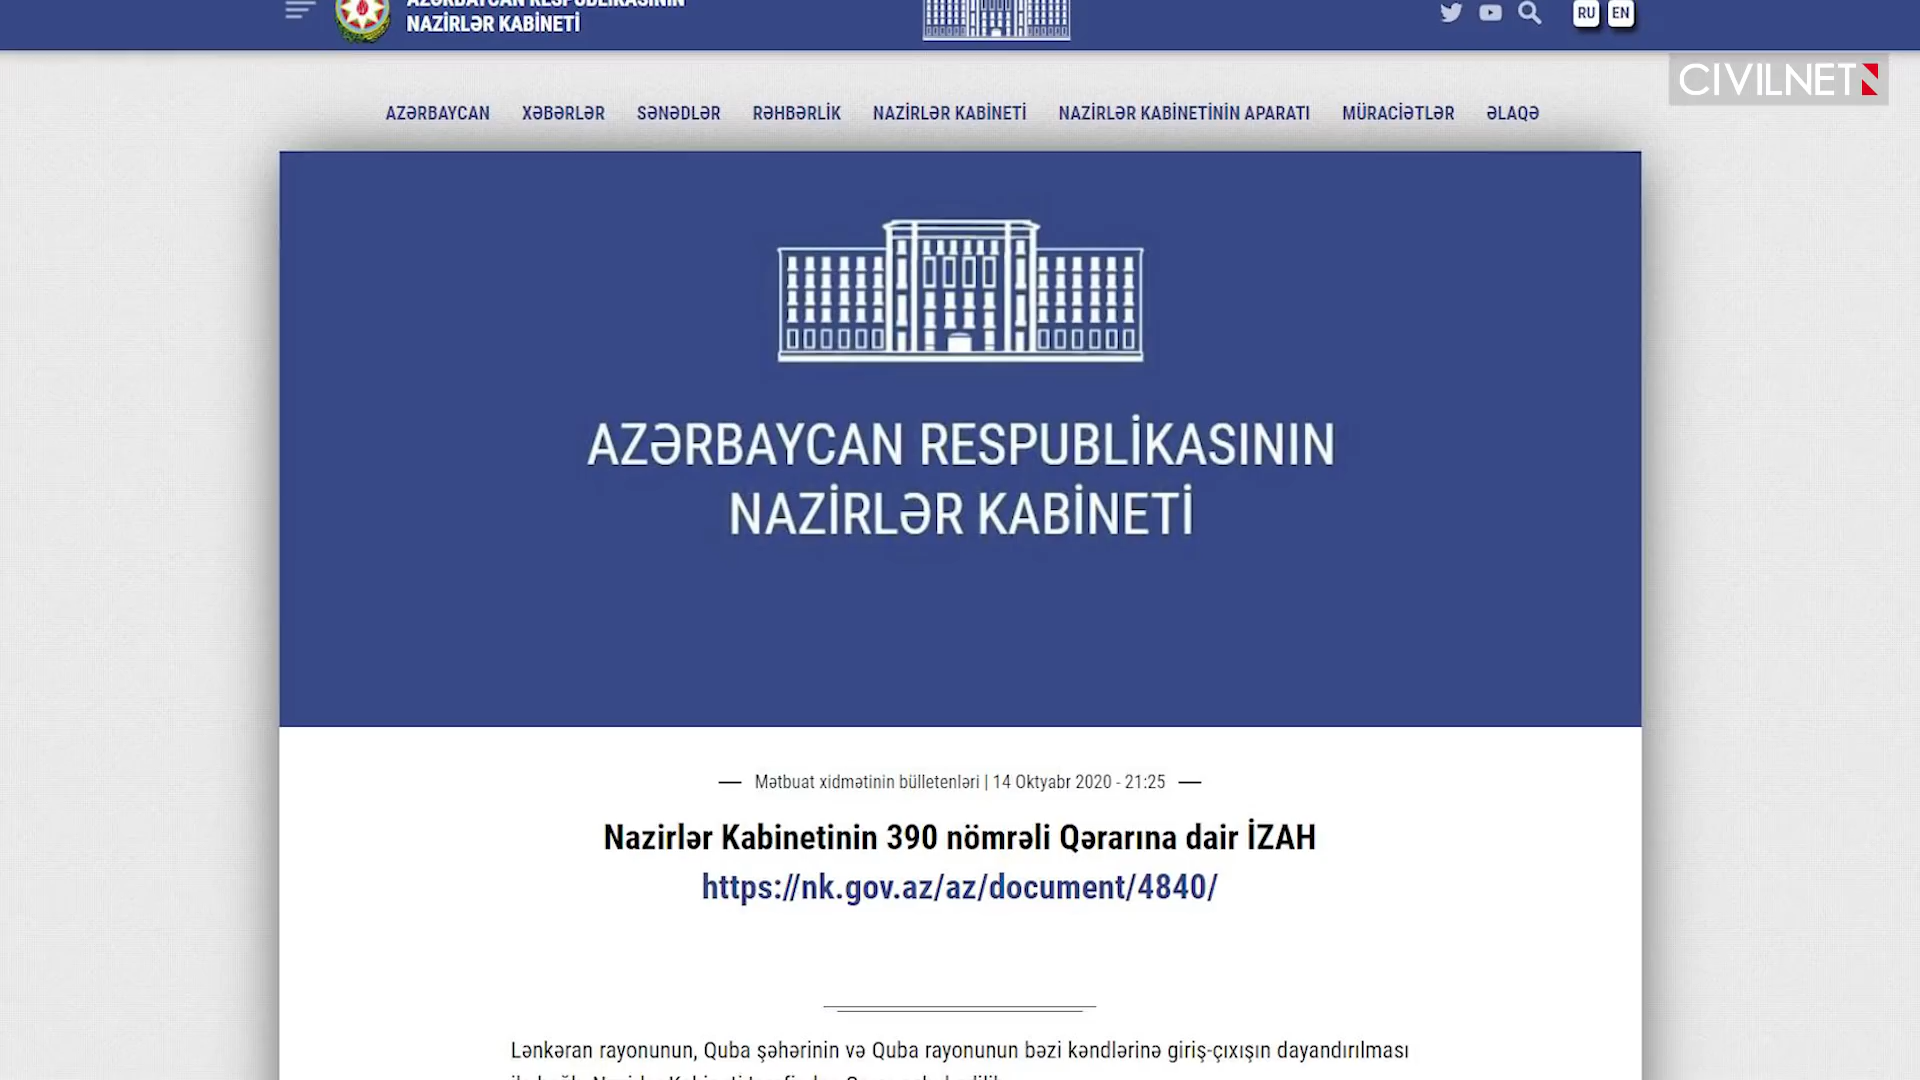 AZƏRBAYCAN RESPUBLİKASININ
NAZİRLƏR KABİNETİ
RU EN
CIVILNET
AZƏRBAYCAN XƏBƏRLƏR SƏNƏDLƏR RƏHBƏRLİK NAZİRLƏR KABİNETİ NAZİRLƏR KABİNETİNİN APARATI MÜRACİƏTLƏR ƏLAQƏ
AZƏRBAYCAN RESPUBLİKASININ
NAZİRLƏR KABİNETİ
Mətbuat xidmətinin bülletenləri | 14 Oktyabr 2020 - 21:25
Nazirlər Kabinetinin 390 nömrəli Qərarına dair İZAH
https://nk.gov.az/az/document/4840/
Lənkəran rayonunun, Quba şəhərinin və Quba rayonunun bəzi kəndlərinə giriş-çıxışın dayandırılması